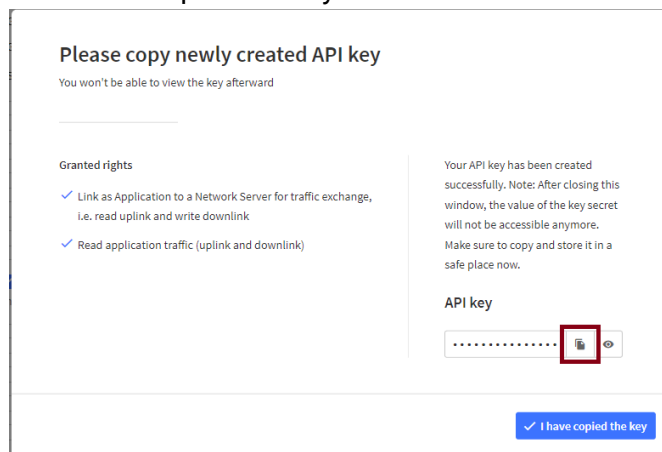 Please copy newly created API key
You won't be able to view the key afterward
Granted rights
Link as Application to a Network Server for traffic exchange,
i.e. read uplink and write downlink
Read application traffic (uplink and downlink)
Your API key has been created
successfully. Note: After closing this
window, the value of the key secret
will not be accessible anymore.
Make sure to copy and store it in a
safe place now.
API key
•••••••••••••••
I have copied the key